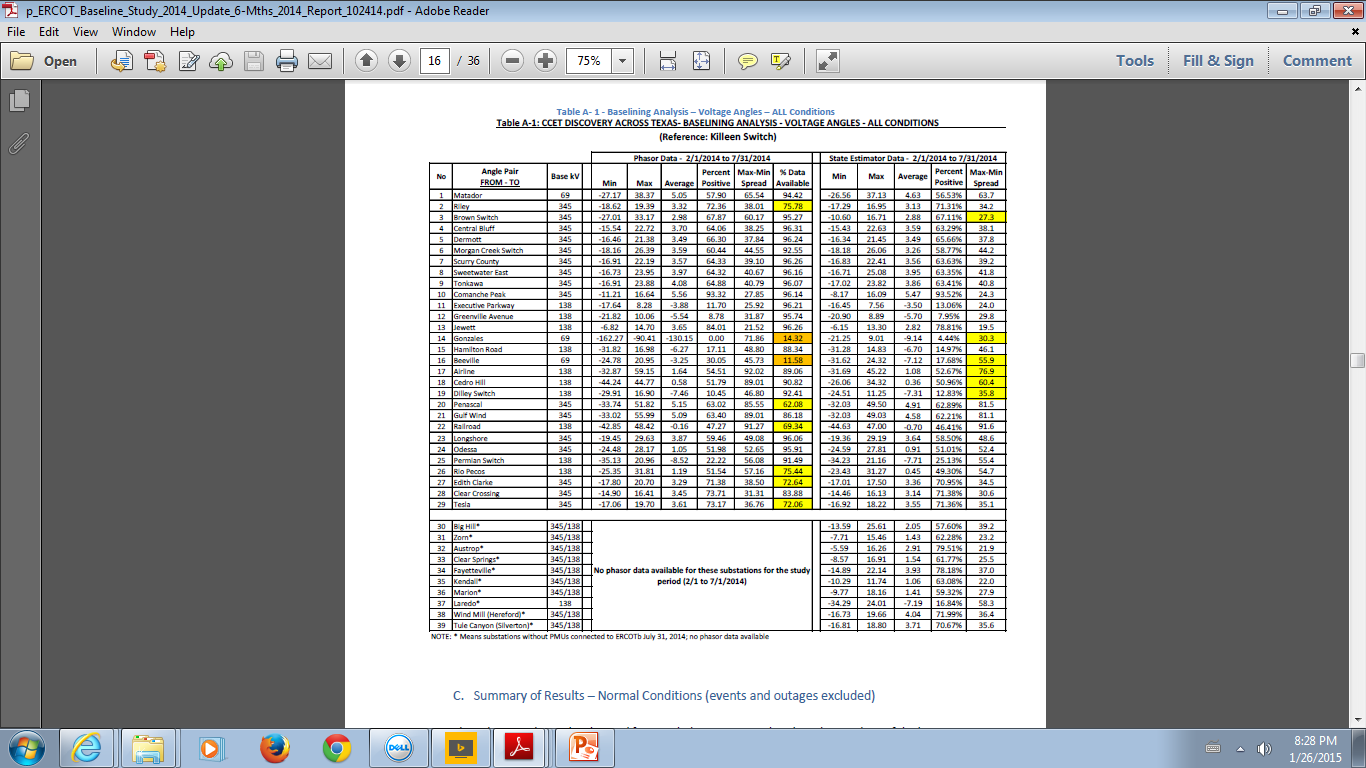 p_ERCOT_Baseline_Study_2014_Update_6-Mths_2014_Report_102414.pdf - Adobe Reader
File Edit View Window Help
Open 16 / 36 75% Tools Fill & Sign Comment
Table A- 1 - Baselining Analysis – Voltage Angles – ALL Conditions
Table A-1: CCET DISCOVERY ACROSS TEXAS- BASELINING ANALYSIS - VOLTAGE ANGLES - ALL CONDITIONS
(Reference: Killeen Switch)
Phasor Data - 2/1/2014 to 7/31/2014 State Estimator Data - 2/1/2014 to 7/31/2014
No Angle Pair FROM - TO Base kV Min Max Average Percent Positive Max-Min Spread % Data Available Min Max Average Percent Positive Max-Min Spread
1 Matador 69 -27.17 38.37 5.05 57.90 65.54 94.42 -26.56 37.13 4.63 56.53% 63.7
2 Riley 345 -18.62 19.39 3.32 72.36 38.01 75.78 -17.29 16.95 3.13 71.31% 34.2
3 Brown Switch 345 -27.01 33.17 2.98 67.87 60.17 95.27 -10.60 16.71 2.88 67.11% 27.3
4 Central Bluff 345 -15.54 22.72 3.70 64.06 38.25 96.31 -15.43 22.63 3.59 63.29% 38.1
5 Dermott 345 -16.46 21.38 3.49 66.30 37.84 96.24 -16.34 21.45 3.49 65.66% 37.8
6 Morgan Creek Switch 345 -18.16 26.39 3.59 60.44 44.55 92.55 -18.18 26.06 3.26 58.77% 44.2
7 Scurry County 345 -16.91 22.19 3.57 64.33 39.10 96.26 -16.83 22.41 3.56 63.63% 39.2
8 Sweetwater East 345 -16.73 23.95 3.97 64.32 40.67 96.16 -16.71 25.08 3.95 63.35% 41.8
9 Tonkawa 345 -16.91 23.88 4.08 64.88 40.79 96.07 -17.02 23.82 3.86 63.41% 40.8
10 Comanche Peak 345 -11.21 16.64 5.56 93.32 27.85 96.14 -8.17 16.09 5.47 93.52% 24.3
11 Executive Parkway 138 -17.64 8.28 -3.88 11.70 25.92 96.21 -16.45 7.56 -3.50 13.06% 24.0
12 Greenville Avenue 138 -21.82 10.06 -5.54 8.78 31.87 95.74 -20.90 8.89 -5.70 7.95% 29.8
13 Jewett 138 -6.82 14.70 3.65 84.01 21.52 96.26 -6.15 13.30 2.82 78.81% 19.5
14 Gonzales 69 -162.27 -90.41 -130.15 0.00 71.86 14.32 -21.25 9.01 -9.14 4.44% 30.3
15 Hamilton Road 138 -31.82 16.98 -6.27 17.11 48.80 88.34 -31.28 14.83 -6.70 14.97% 46.1
16 Beeville 69 -24.78 20.95 -3.25 30.05 45.73 11.58 -31.62 24.32 -7.12 17.68% 55.9
17 Airline 138 -32.87 59.15 1.64 54.51 92.02 89.06 -31.69 45.22 1.08 52.67% 76.9
18 Cedro Hill 138 -44.24 44.77 0.58 51.79 89.01 90.82 -26.06 34.32 0.36 50.96% 60.4
19 Dilley Switch 138 -29.91 16.90 -7.46 10.45 46.80 92.41 -24.51 11.25 -7.31 12.83% 35.8
20 Penascal 345 -33.74 51.82 5.15 63.02 85.55 62.08 -32.03 49.50 4.91 62.89% 81.5
21 Gulf Wind 345 -33.02 55.99 5.09 63.40 89.01 86.18 -32.03 49.03 4.58 62.21% 81.1
22 Railroad 138 -42.85 48.42 -0.16 47.27 91.27 69.34 -44.63 47.00 -0.70 46.41% 91.6
23 Longshore 345 -19.45 29.63 3.87 59.46 49.08 96.06 -19.36 29.19 3.64 58.50% 48.6
24 Odessa 345 -24.48 28.17 1.05 51.98 52.65 95.91 -24.59 27.81 0.91 51.01% 52.4
25 Permian Switch 138 -35.13 20.96 -8.52 22.22 56.08 91.49 -34.23 21.16 -7.71 25.13% 55.4
26 Rio Pecos 138 -25.35 31.81 1.19 51.54 57.16 75.44 -23.43 31.27 0.45 49.30% 54.7
27 Edith Clarke 345 -17.80 20.70 3.29 71.38 38.50 72.64 -17.01 17.50 3.36 70.95% 34.5
28 Clear Crossing 345 -14.90 16.41 3.45 73.71 31.31 83.88 -14.46 16.13 3.14 71.38% 30.6
29 Tesla 345 -17.06 19.70 3.61 73.17 36.76 72.06 -16.92 18.22 3.55 71.36% 35.1
30 Big Hill* 345/138 -13.59 25.61 2.05 57.60% 39.2
31 Zorn* 345/138 -7.71 15.46 1.43 62.28% 23.2
32 Austrop* 345/138 -5.59 16.26 2.91 79.51% 21.9
33 Clear Springs* 345/138 -8.57 16.91 1.54 61.77% 25.5
34 Fayetteville* 345/138 No phasor data available for these substations for the study -14.89 22.14 3.93 78.18% 37.0
35 Kendall* 345/138 period (2/1 to 7/1/2014) -10.29 11.74 1.06 63.08% 22.0
36 Marion* 345/138 -9.77 18.16 1.41 59.32% 27.9
37 Laredo* 138 -34.29 24.01 -7.19 16.84% 58.3
38 Wind Mill (Hereford)* 345/138 -16.73 19.66 4.04 71.99% 36.4
39 Tule Canyon (Silverton)* 345/138 -16.81 18.80 3.71 70.67% 35.6
NOTE: * Means substations without PMUs connected to ERCOTb July 31, 2014; no phasor data available
C. Summary of Results – Normal Conditions (events and outages excluded)
DELL
8:28 PM
1/26/2015